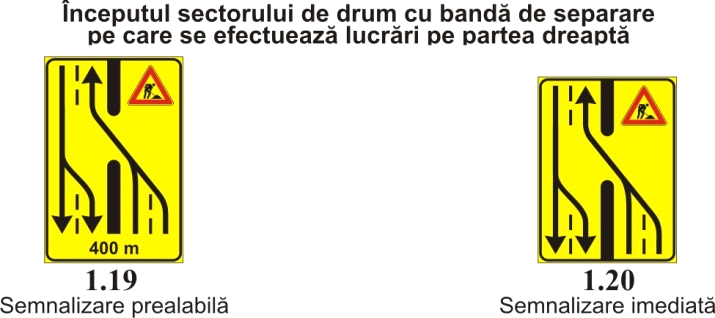 Începutul sectorului de drum cu bandă de separare
pe care se efectuează lucrări pe partea dreaptă
400 m
1.19
1.20
Semnalizare prealabilă
Semnalizare imediată